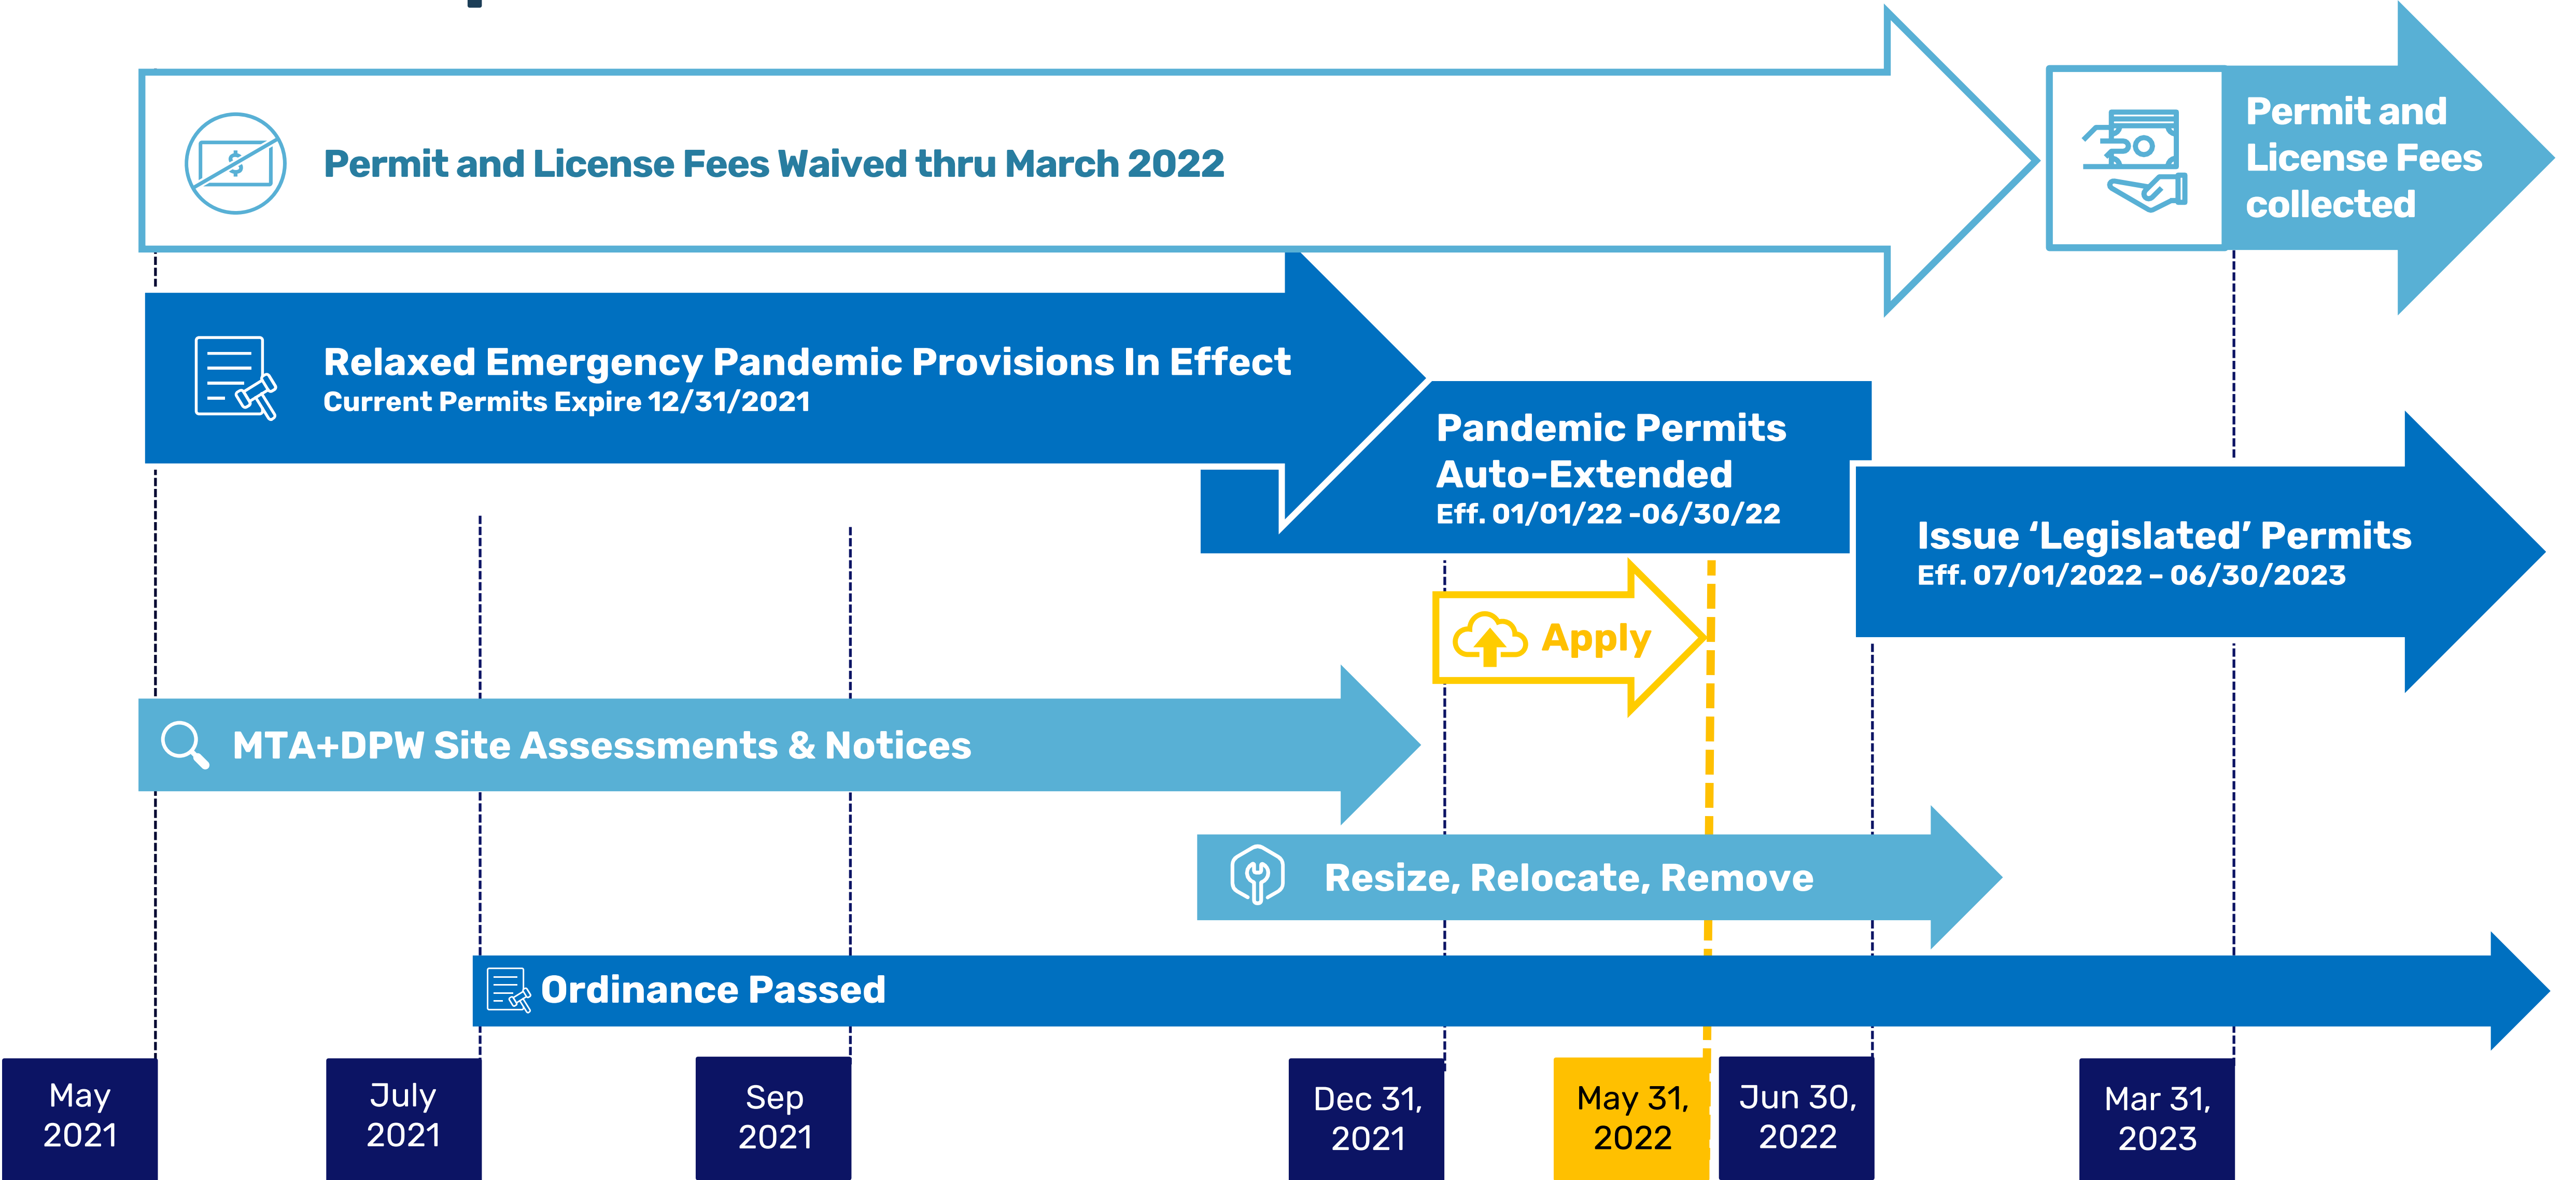 Permit and License Fees Waived thru March 2022
Permit and
License Fees
collected
Relaxed Emergency Pandemic Provisions In Effect
Current Permits Expire 12/31/2021
Pandemic Permits
Auto-Extended
Eff. 01/01/22 -06/30/22
Issue ‘Legislated’ Permits
Eff. 07/01/2022 – 06/30/2023
Apply
MTA+DPW Site Assessments & Notices
Resize, Relocate, Remove
Ordinance Passed
May
2021
July
2021
Sep
2021
Dec 31,
2021
May 31,
2022
Jun 30,
2022
Mar 31,
2023